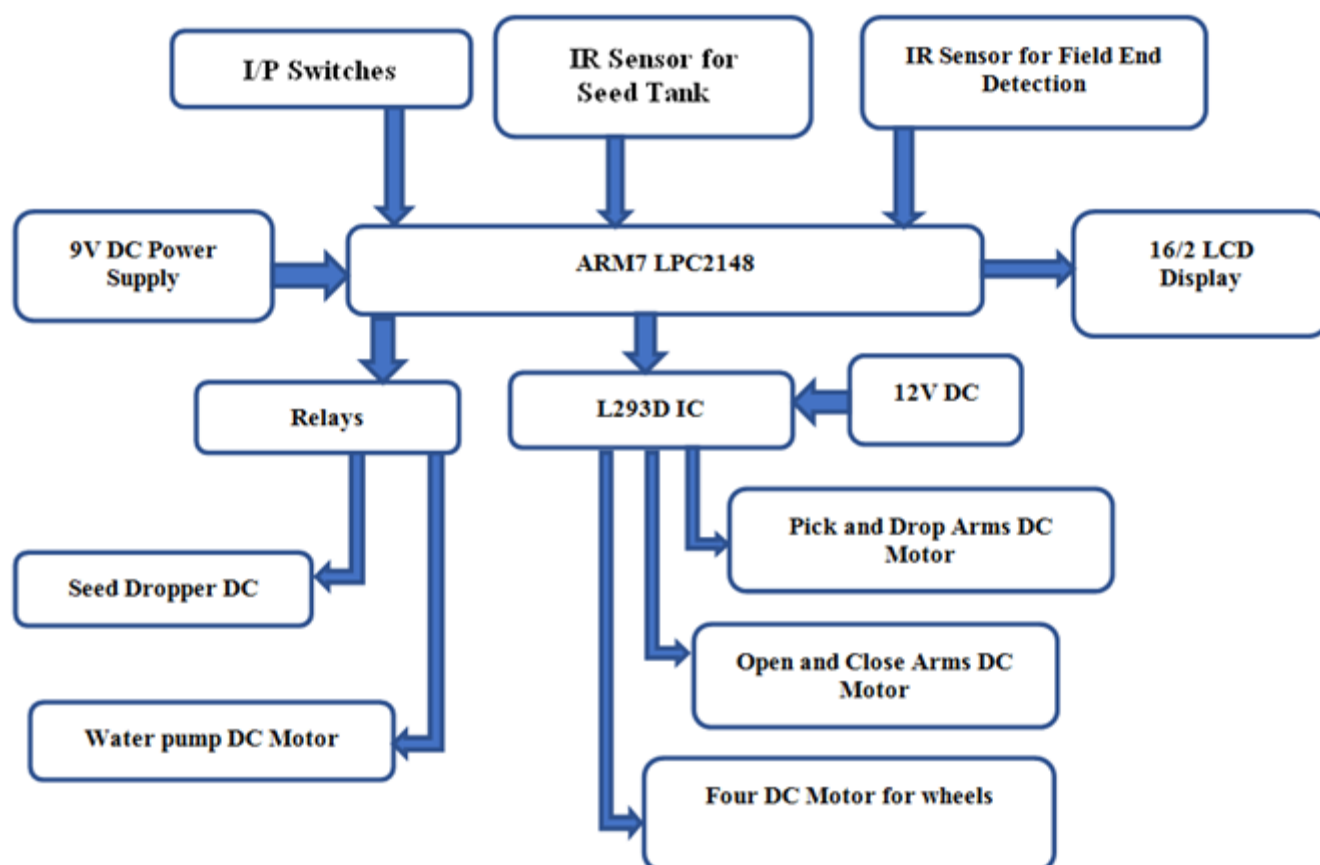 I/P Switches
IR Sensor for
Seed Tank
IR Sensor for Field End
Detection
9V DC Power
Supply
ARM7 LPC2148
16/2 LCD
Display
Relays
L293D IC
12V DC
Pick and Drop Arms DC
Motor
Seed Dropper DC
Open and Close Arms DC
Motor
Water pump DC Motor
Four DC Motor for wheels